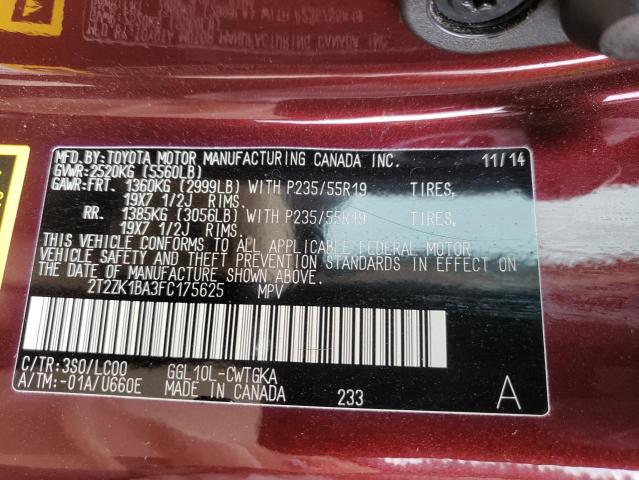 MFD.BY:TOYOTA MOTOR MANUFACTURING CANADA INC. 11/14
GVWR:2520KG (5560LB)
GAWR:FRT. 1360KG (2999LB) WITH P235/55R19 TIRES,
19X7 1/2J RIMS.
RR. 1385KG (3056LB) WITH P235/55R19 TIRES,
19X7 1/2J RIMS.
THIS VEHICLE CONFORMS TO ALL APPLICABLE FEDERAL MOTOR
VEHICLE SAFETY AND THEFT PREVENTION STANDARDS IN EFFECT ON
THE DATE OF MANUFACTURE SHOWN ABOVE.
2T2ZK1BA3FC175625 MPV
C/TR:3S0/LC00 GGL10L-CWTGKA
A/TM:-01A/U660E MADE IN CANADA 233 A